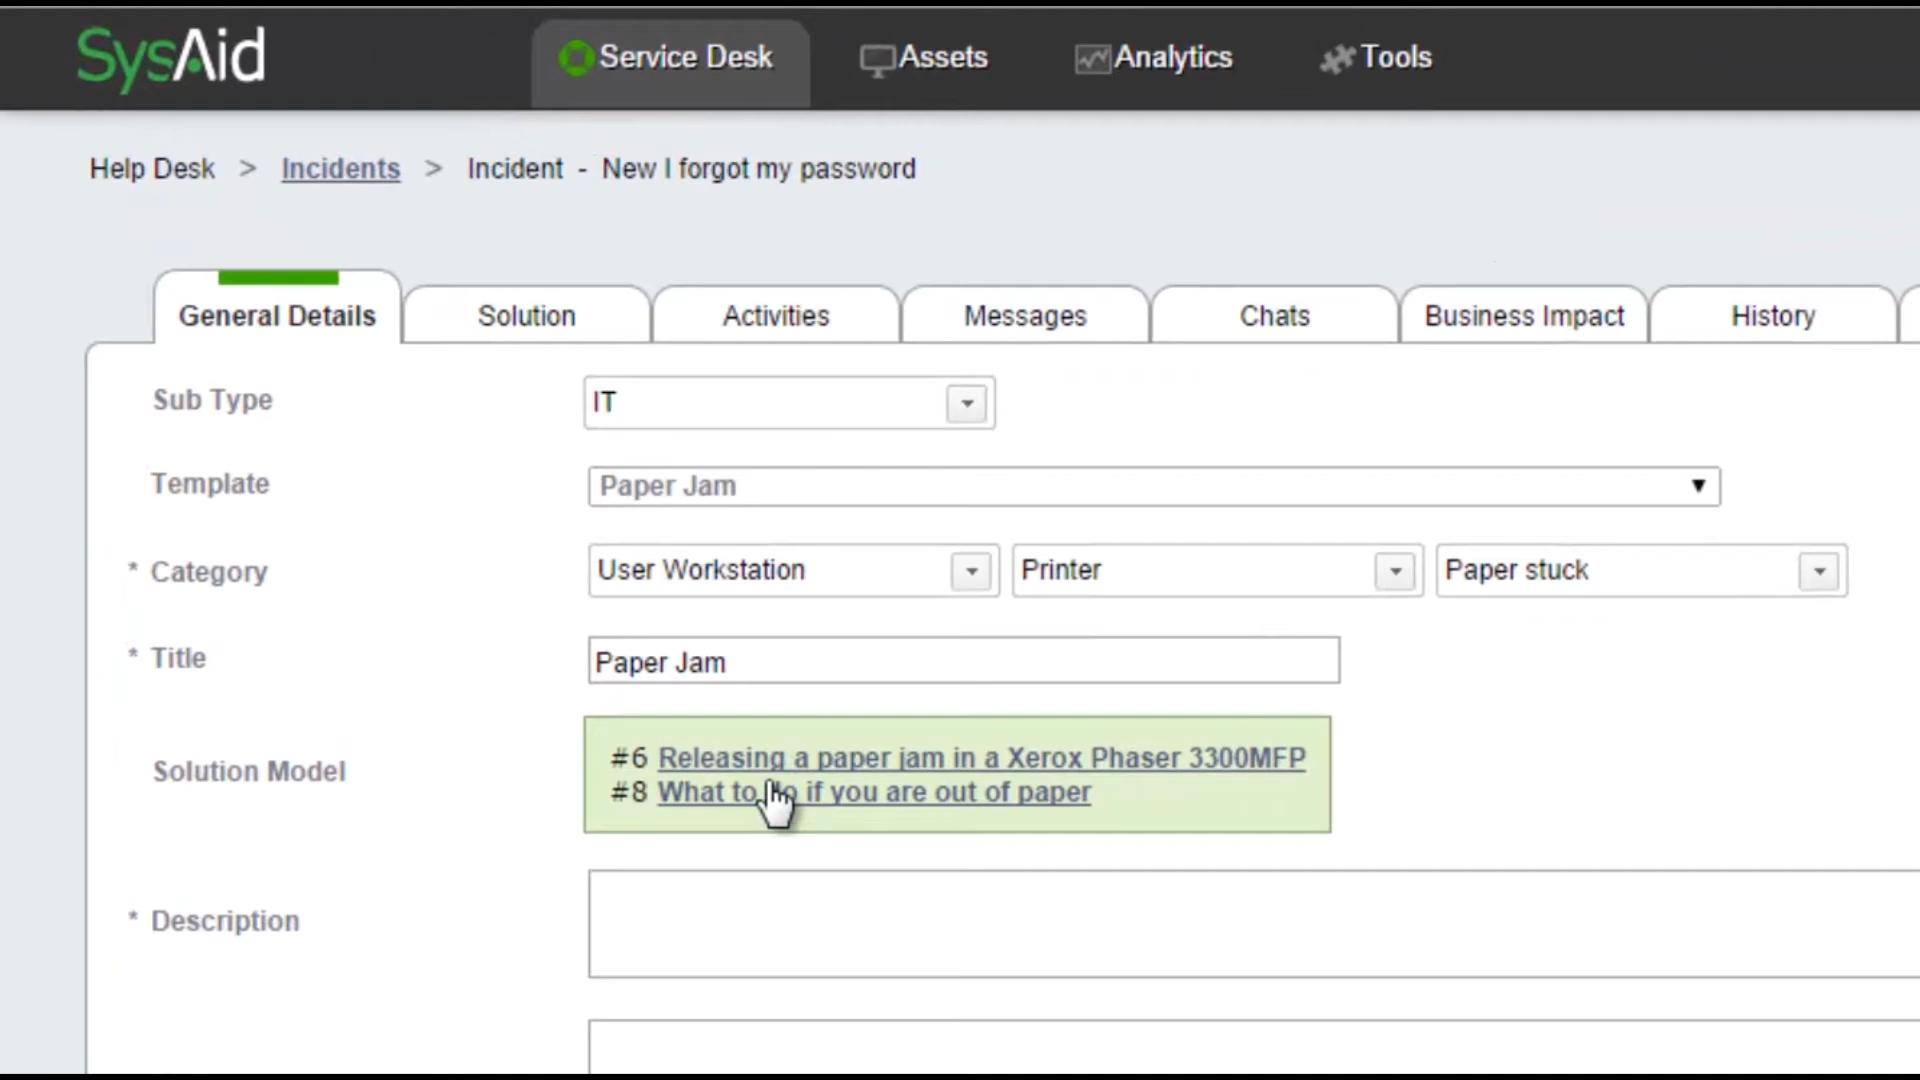 SysAid
Service Desk
Assets
Analytics
Tools
Help Desk > Incidents > Incident - New I forgot my password
General Details
Solution
Activities
Messages
Chats
Business Impact
History
Sub Type
IT
Template
Paper Jam
* Category
User Workstation
Printer
Paper stuck
* Title
Paper Jam
Solution Model
#6 Releasing a paper jam in a Xerox Phaser 3300MFP
#8 What to do if you are out of paper
* Description